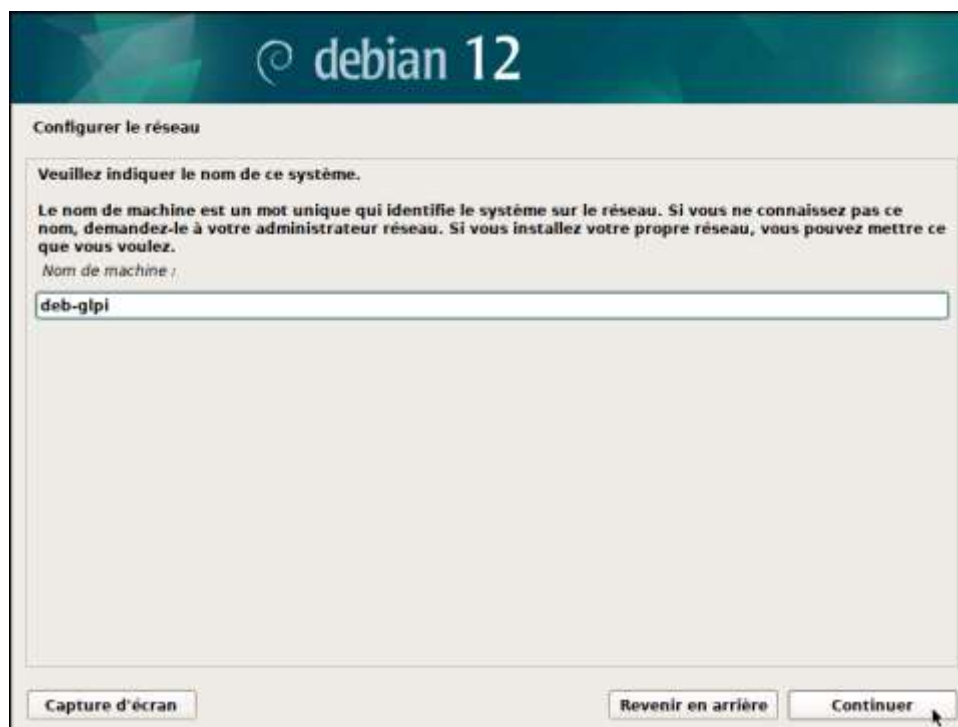 debian 12
Configurer le réseau
Veuillez indiquer le nom de ce système.
Le nom de machine est un mot unique qui identifie le système sur le réseau. Si vous ne connaissez pas ce
nom, demandez-le à votre administrateur réseau. Si vous installez votre propre réseau, vous pouvez mettre ce
que vous voulez.
Nom de machine :
deb-glpi
Capture d'écran
Revenir en arrière
Continuer